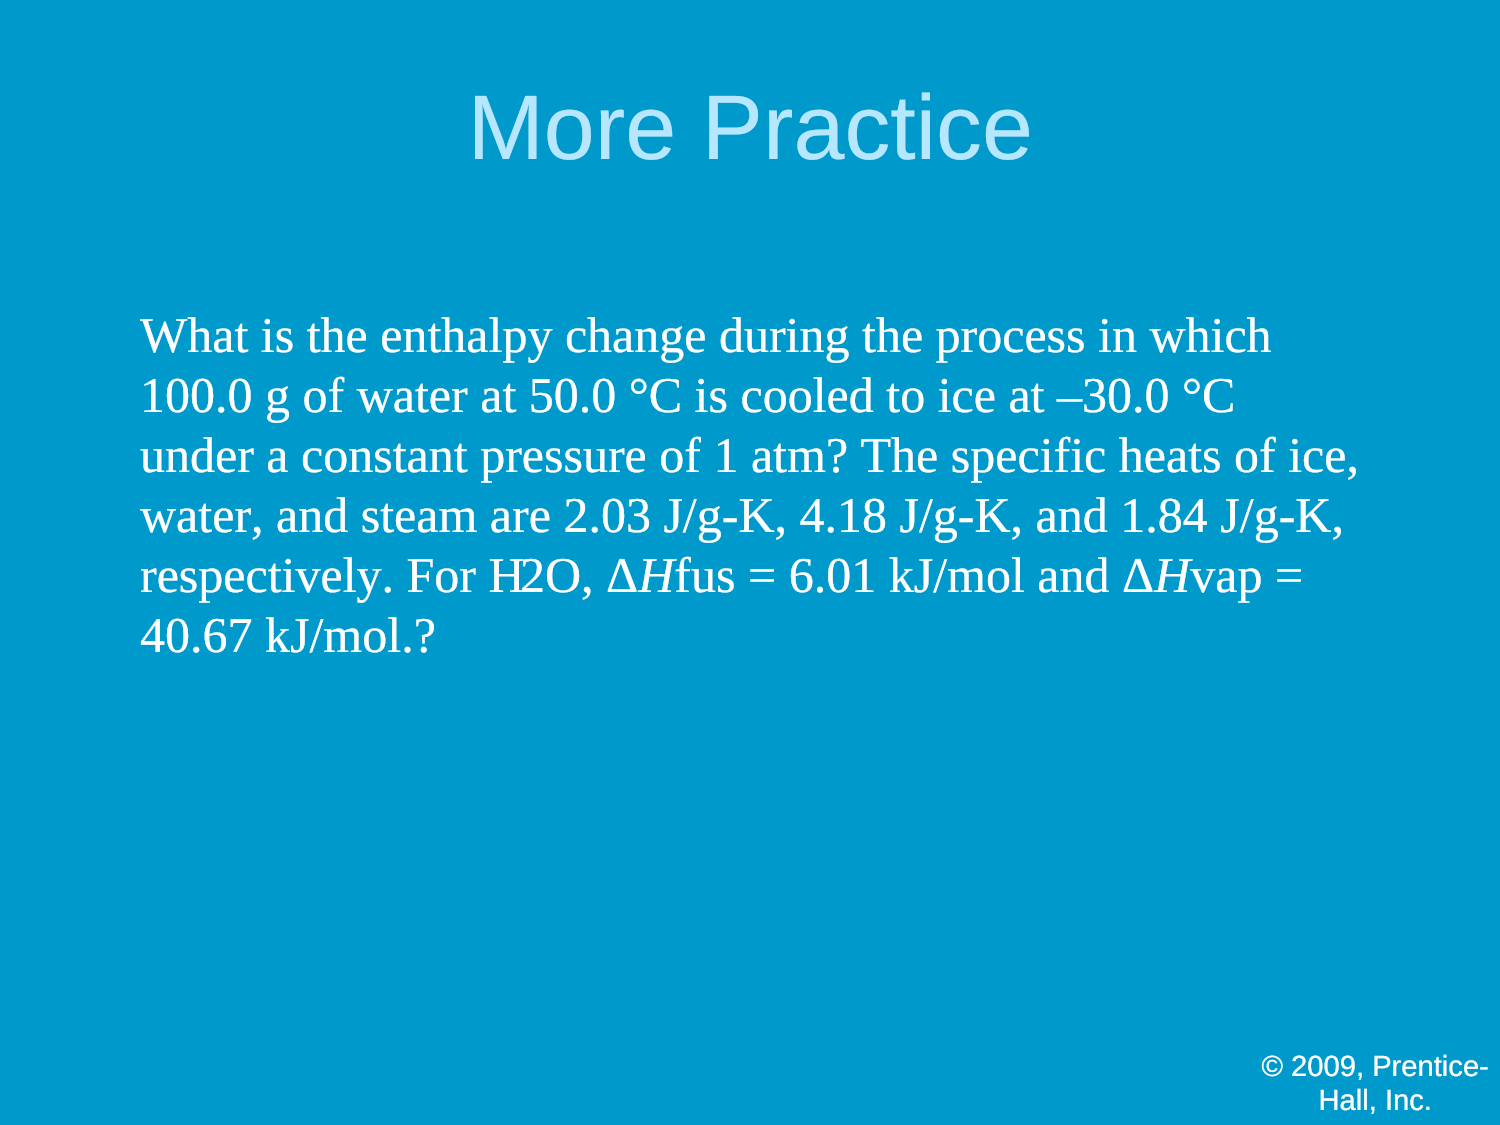 More Practice
What is the enthalpy change during the process in which
100.0 g of water at 50.0 °C is cooled to ice at –30.0 °C
under a constant pressure of 1 atm? The specific heats of ice,
water, and steam are 2.03 J/g-K, 4.18 J/g-K, and 1.84 J/g-K,
respectively. For H2O, ΔHfus = 6.01 kJ/mol and ΔHvap =
40.67 kJ/mol.?
© 2009, Prentice-
Hall, Inc.